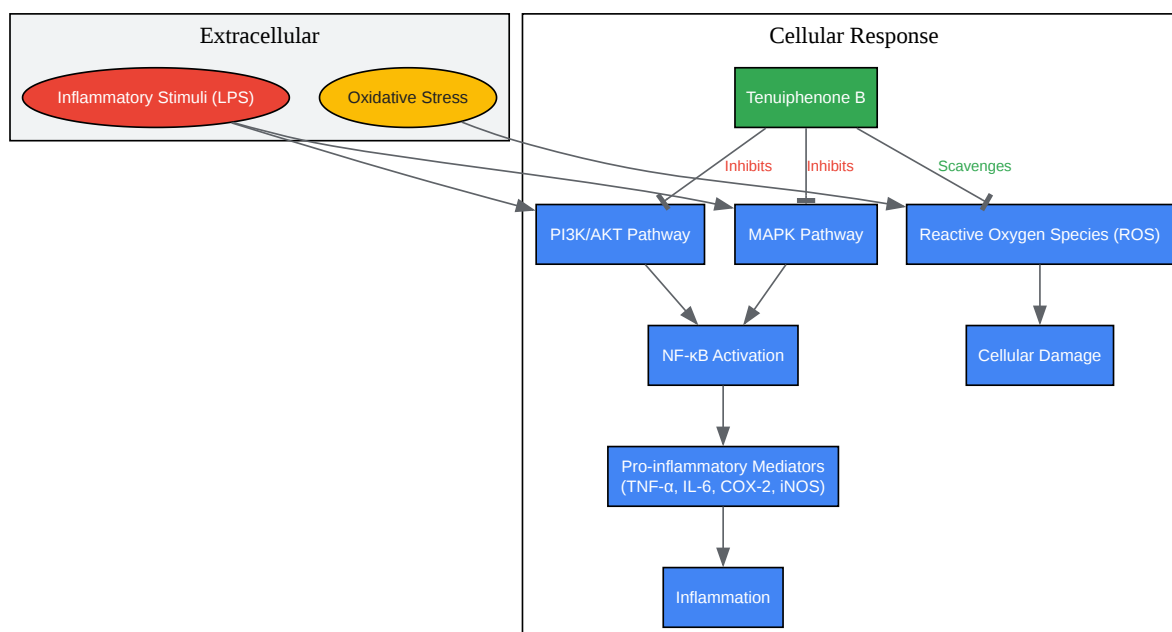 Extracellular
Cellular Response
Inflammatory Stimuli (LPS)
Oxidative Stress
Tenuiphenone B
Inhibits
Inhibits
Scavenges
PI3K/AKT Pathway
MAPK Pathway
Reactive Oxygen Species (ROS)
NF-κB Activation
Cellular Damage
Pro-inflammatory Mediators
(TNF-α, IL-6, COX-2, iNOS)
Inflammation